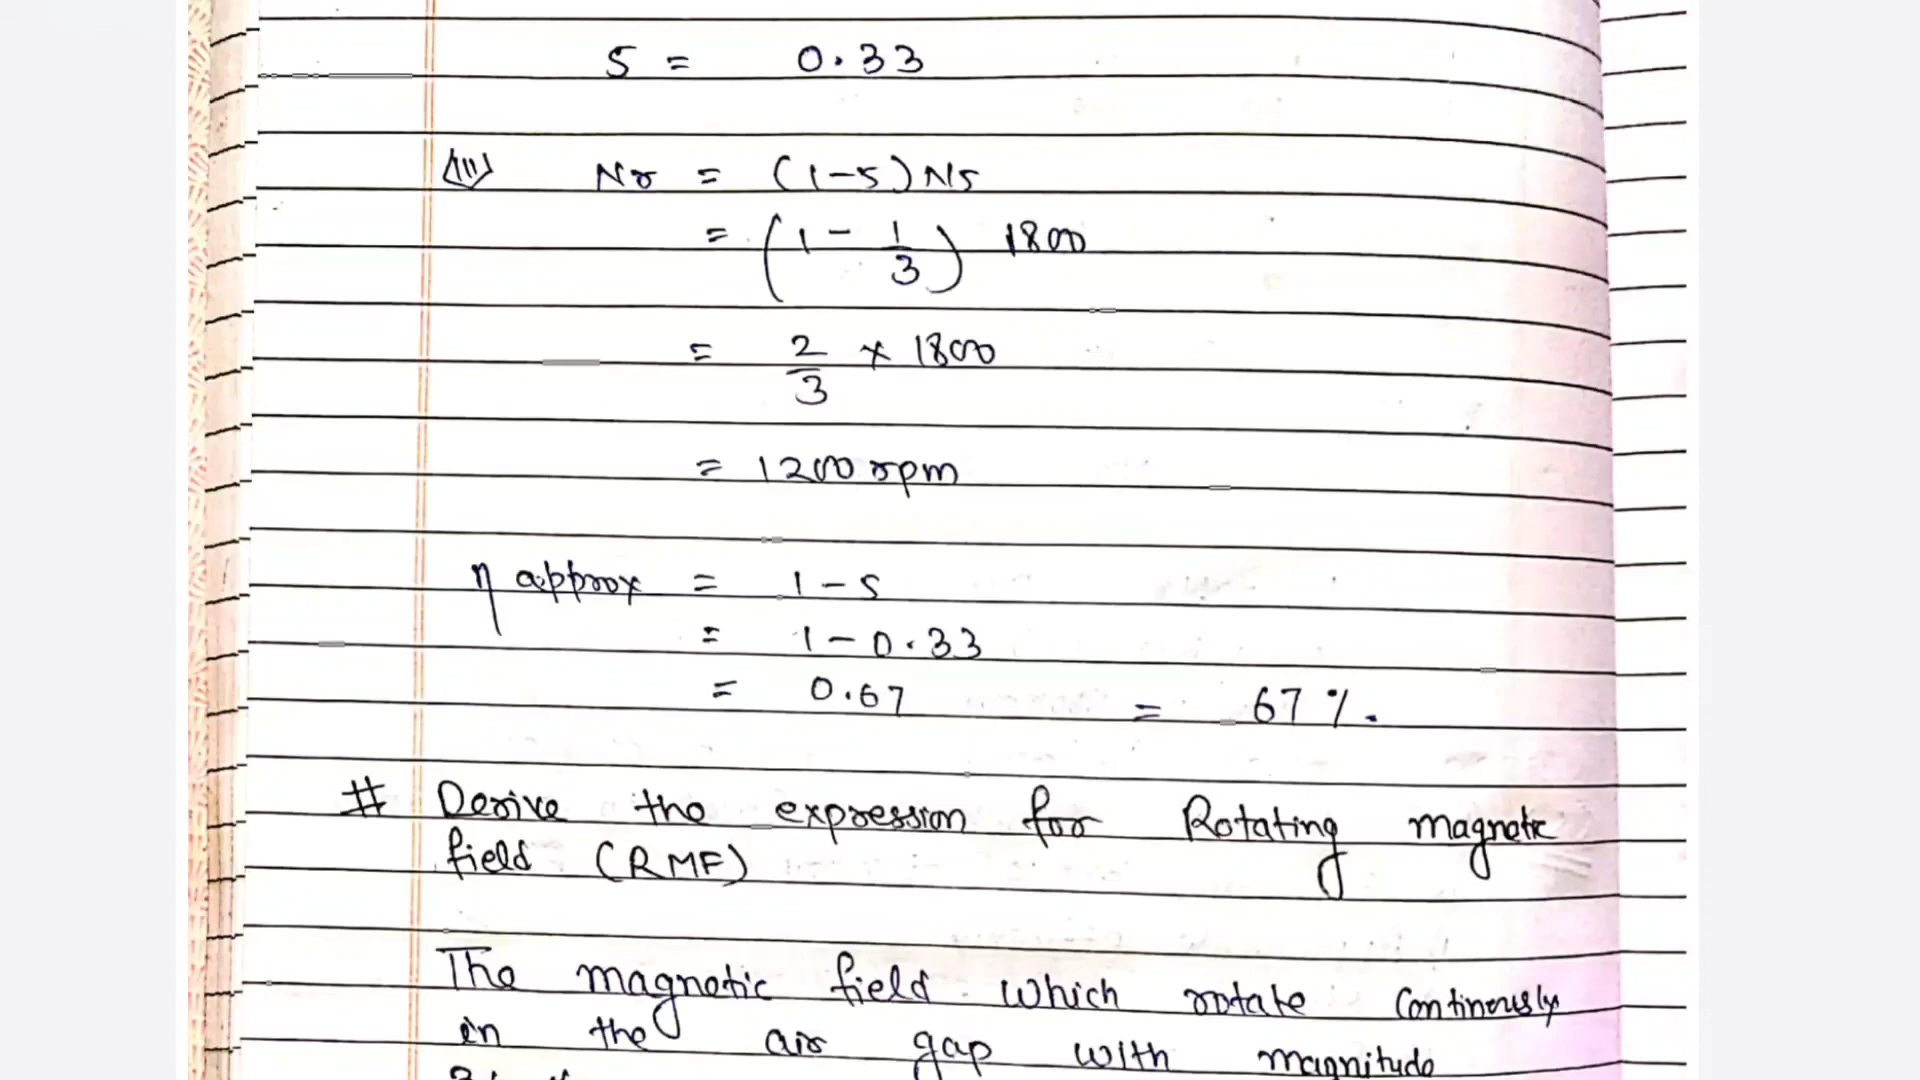 S = 0.33
(iii) Nr = (1-s) Ns
= (1 - 1/3) 1800
= 2/3 × 1800
= 1200 rpm
η approx = 1-s
= 1-0.33
= 0.67 = 67 %.
# Derive the expression for Rotating magnetic
field (RMF)
The magnetic field which rotate Continously
in the air gap with magnitude